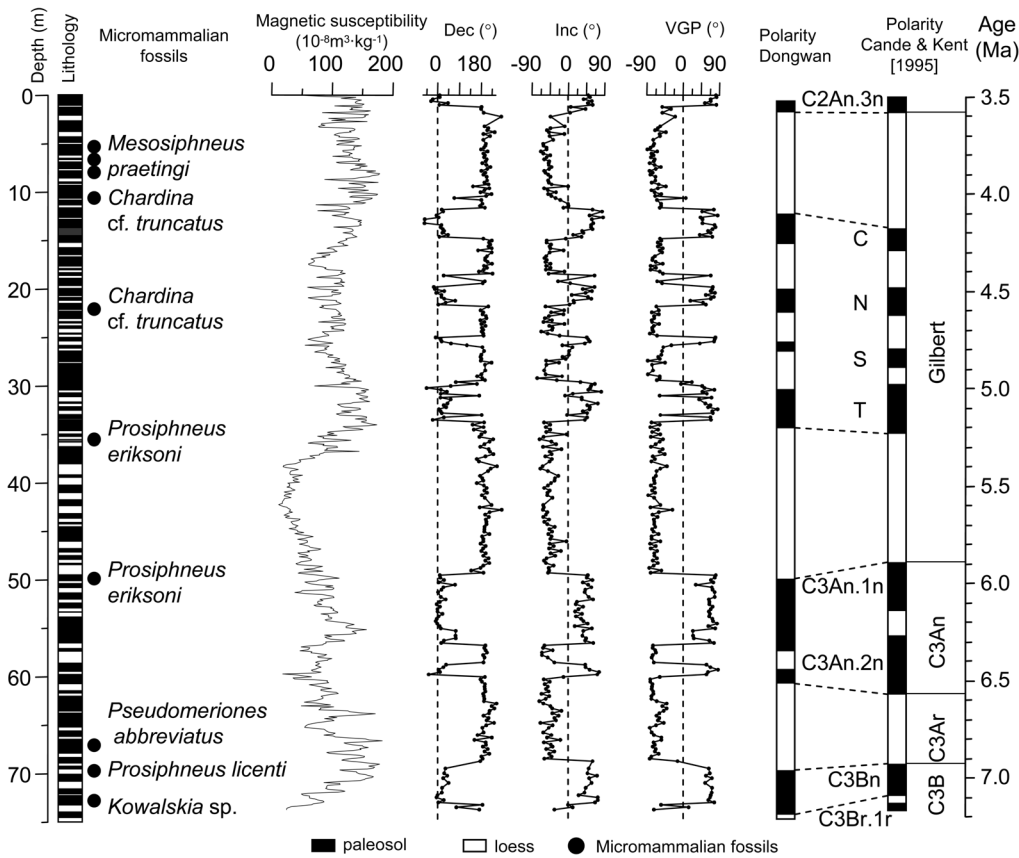 Depth (m)
Lithology
Micromammalian
fossils
Magnetic susceptibility
(10⁻⁸m³·kg⁻¹)
0 100 200
Dec (°)
0 180
Inc (°)
-90 0 90
VGP (°)
-90 0 90
Polarity
Dongwan
Polarity
Cande & Kent
[1995]
Age
(Ma)
0
10
20
30
40
50
60
70
Mesosiphneus
praetingi
Chardina
cf. truncatus
Chardina
cf. truncatus
Prosiphneus
eriksoni
Prosiphneus
eriksoni
Pseudomeriones
abbreviatus
Prosiphneus licenti
Kowalskia sp.
C2An.3n
C
N
S
T
C3An.1n
C3An.2n
C3Bn
C3Br.1r
Gilbert
C3An
C3Ar
C3B
3.5
4.0
4.5
5.0
5.5
6.0
6.5
7.0
paleosol
loess
Micromammalian fossils